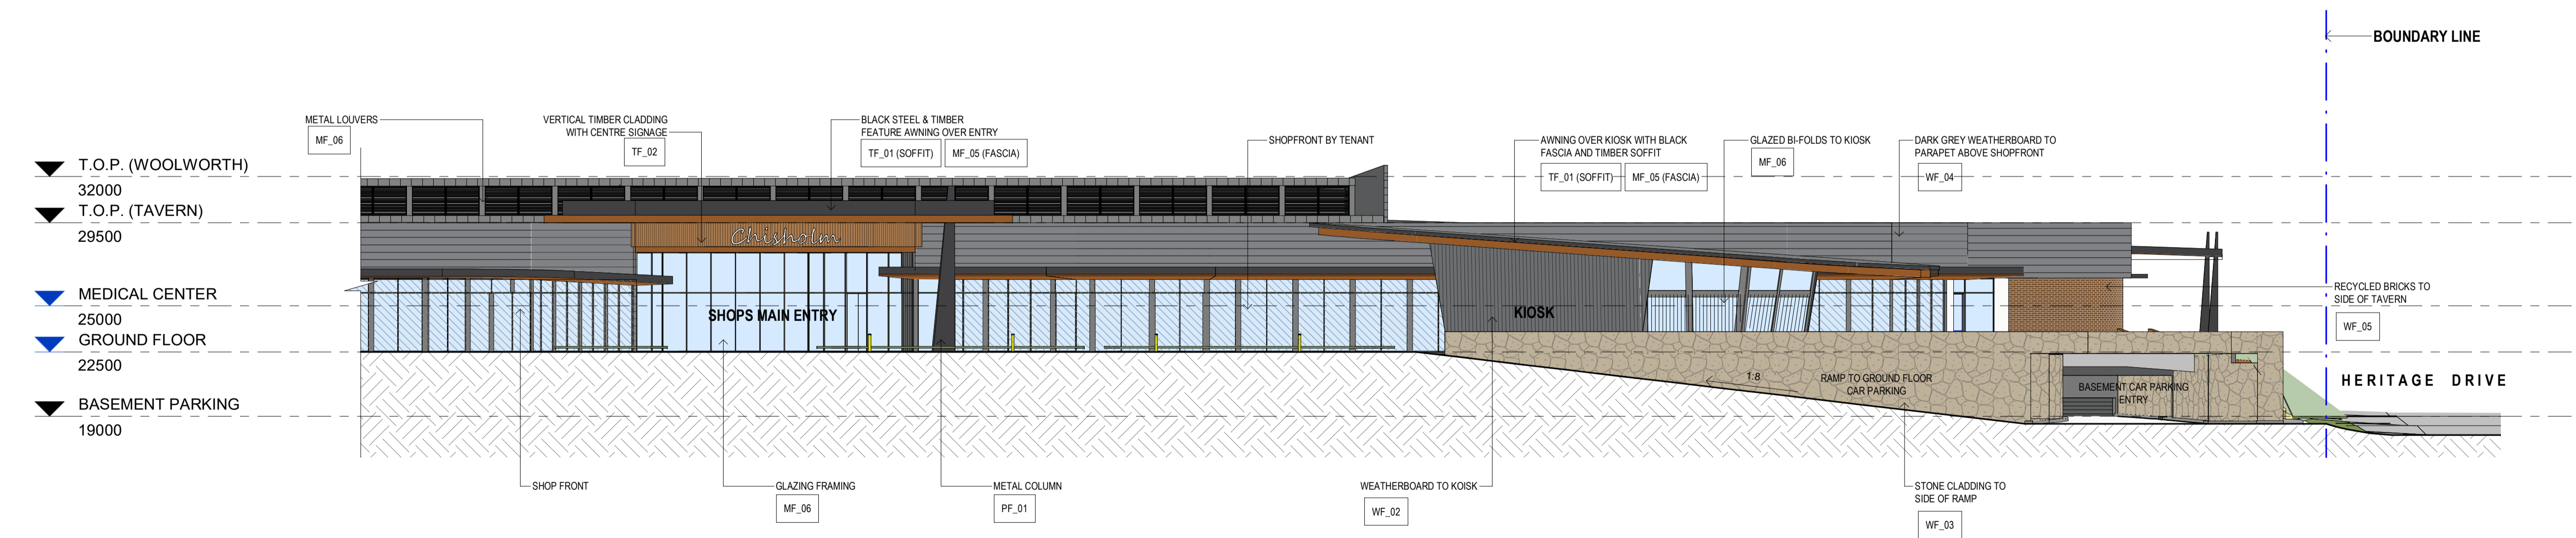 BOUNDARY LINE
METAL LOUVERS
MF_06
VERTICAL TIMBER CLADDING
WITH CENTRE SIGNAGE
TF_02
BLACK STEEL & TIMBER
FEATURE AWNING OVER ENTRY
TF_01 (SOFFIT)
MF_05 (FASCIA)
SHOPFRONT BY TENANT
AWNING OVER KIOSK WITH BLACK
FASCIA AND TIMBER SOFFIT
TF_01 (SOFFIT)
MF_05 (FASCIA)
GLAZED BI-FOLDS TO KIOSK
MF_06
DARK GREY WEATHERBOARD TO
PARAPET ABOVE SHOPFRONT
WF_04
T.O.P. (WOOLWORTH)
32000
T.O.P. (TAVERN)
29500
MEDICAL CENTER
25000
GROUND FLOOR
22500
BASEMENT PARKING
19000
Chisholm
SHOPS MAIN ENTRY
KIOSK
RECYCLED BRICKS TO
SIDE OF TAVERN
WF_05
1:8
RAMP TO GROUND FLOOR
CAR PARKING
BASEMENT CAR PARKING
ENTRY
HERITAGE DRIVE
SHOP FRONT
GLAZING FRAMING
MF_06
METAL COLUMN
PF_01
WEATHERBOARD TO KOISK
WF_02
STONE CLADDING TO
SIDE OF RAMP
WF_03